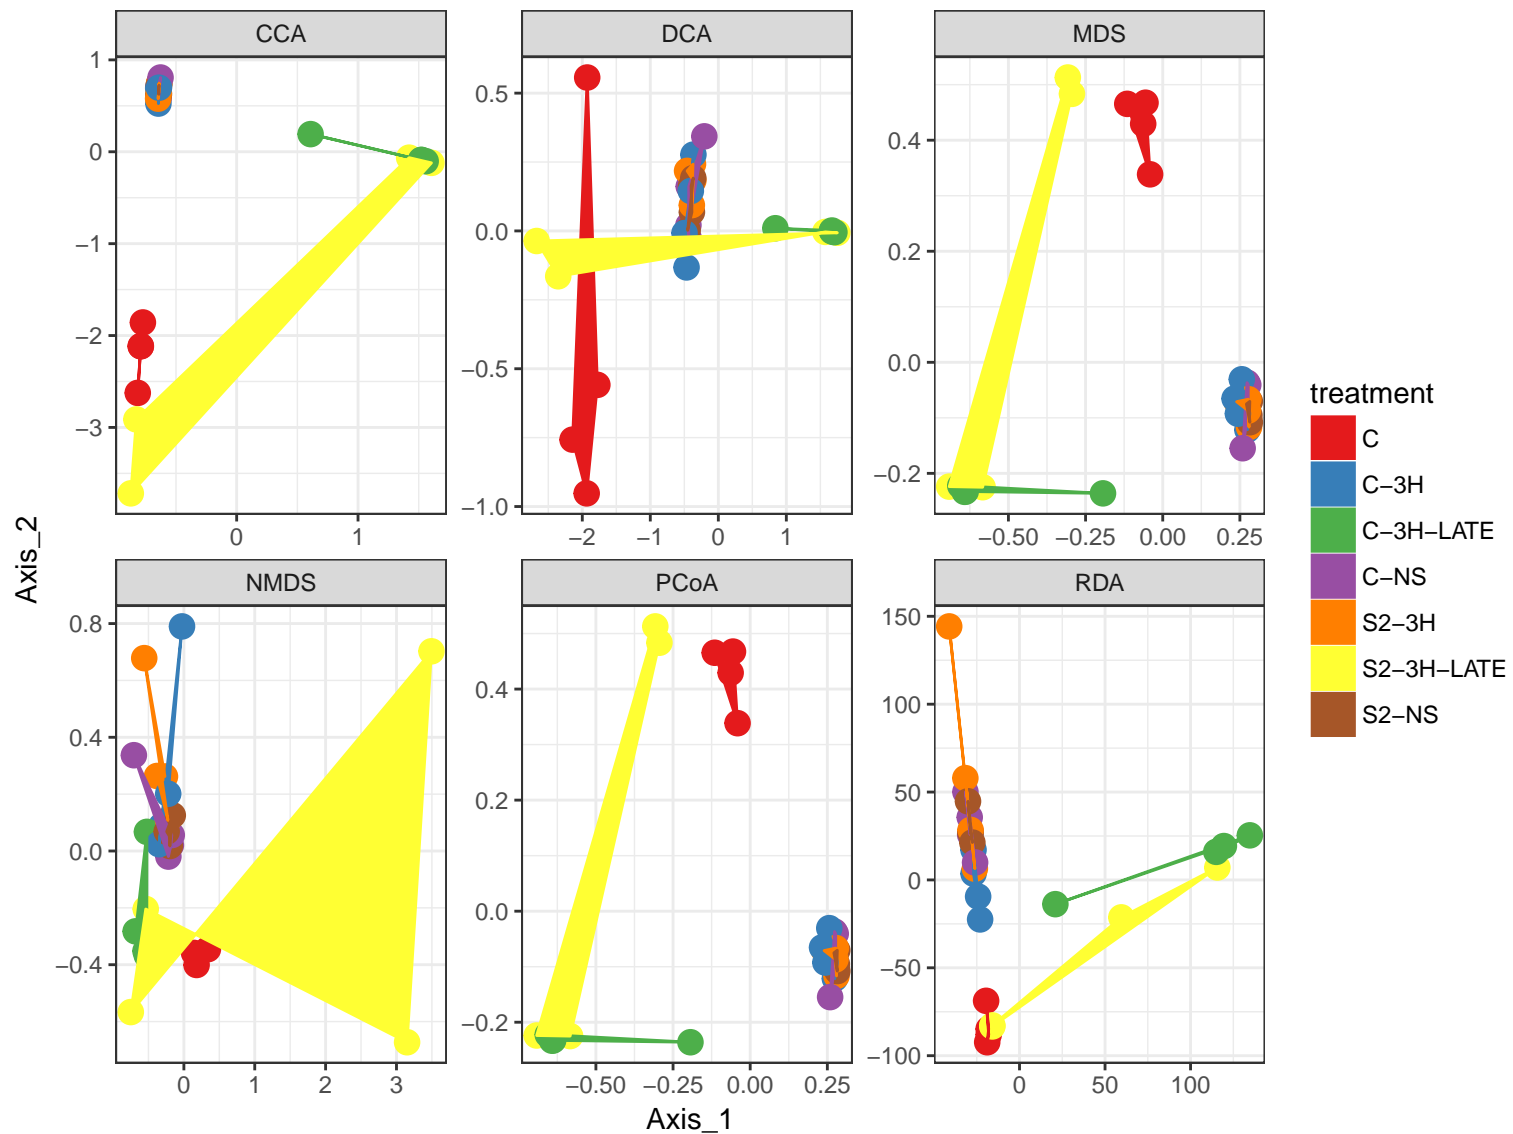 CCA
DCA
MDS
1
0
−1
−2
−3
0.5
0.0
−0.5
−1.0
0.4
0.2
0.0
−0.2
0 1
−2 −1 0 1
−0.50 −0.25 0.00 0.25
NMDS
PCoA
RDA
0.8
0.4
0.0
−0.4
0.4
0.2
0.0
−0.2
150
100
50
0
−50
−100
0 1 2 3
−0.50 −0.25 0.00 0.25
0 50 100
Axis_1
Axis_2
treatment
C
C−3H
C−3H−LATE
C−NS
S2−3H
S2−3H−LATE
S2−NS